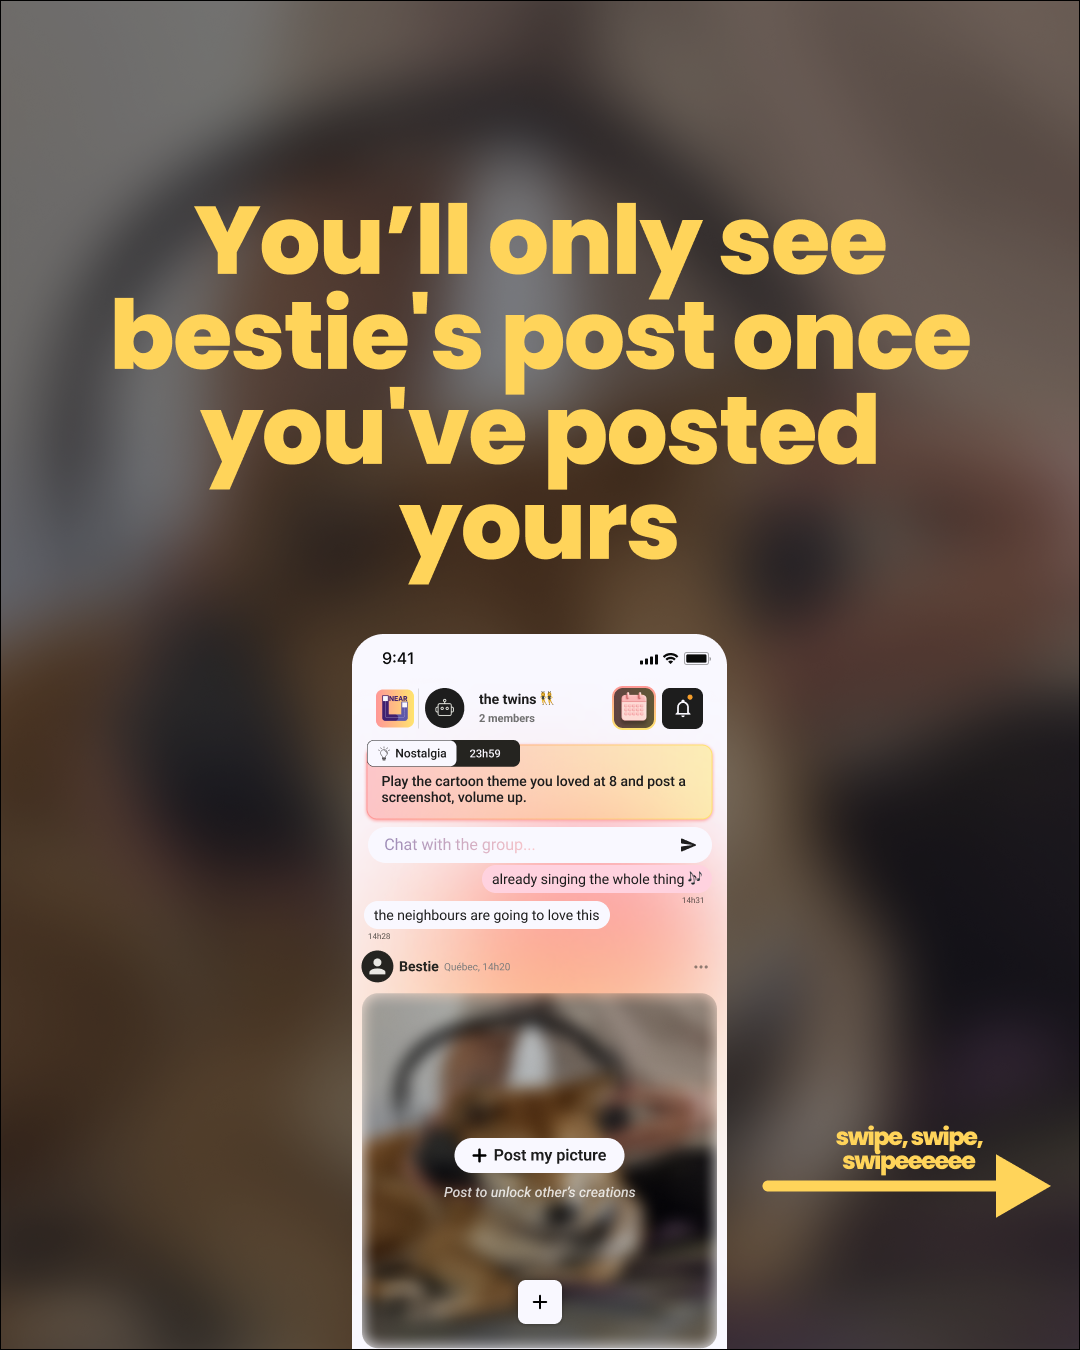 You’ll only see
bestie's post once
you've posted
yours
9:41
NEAR
the twins 👯
2 members
Nostalgia
23h59
Play the cartoon theme you loved at 8 and post a
screenshot, volume up.
Chat with the group...
already singing the whole thing 🎶
14h31
the neighbours are going to love this
14h28
Bestie Québec, 14h20
Post my picture
Post to unlock other’s creations
swipe, swipe,
swipeeeeee